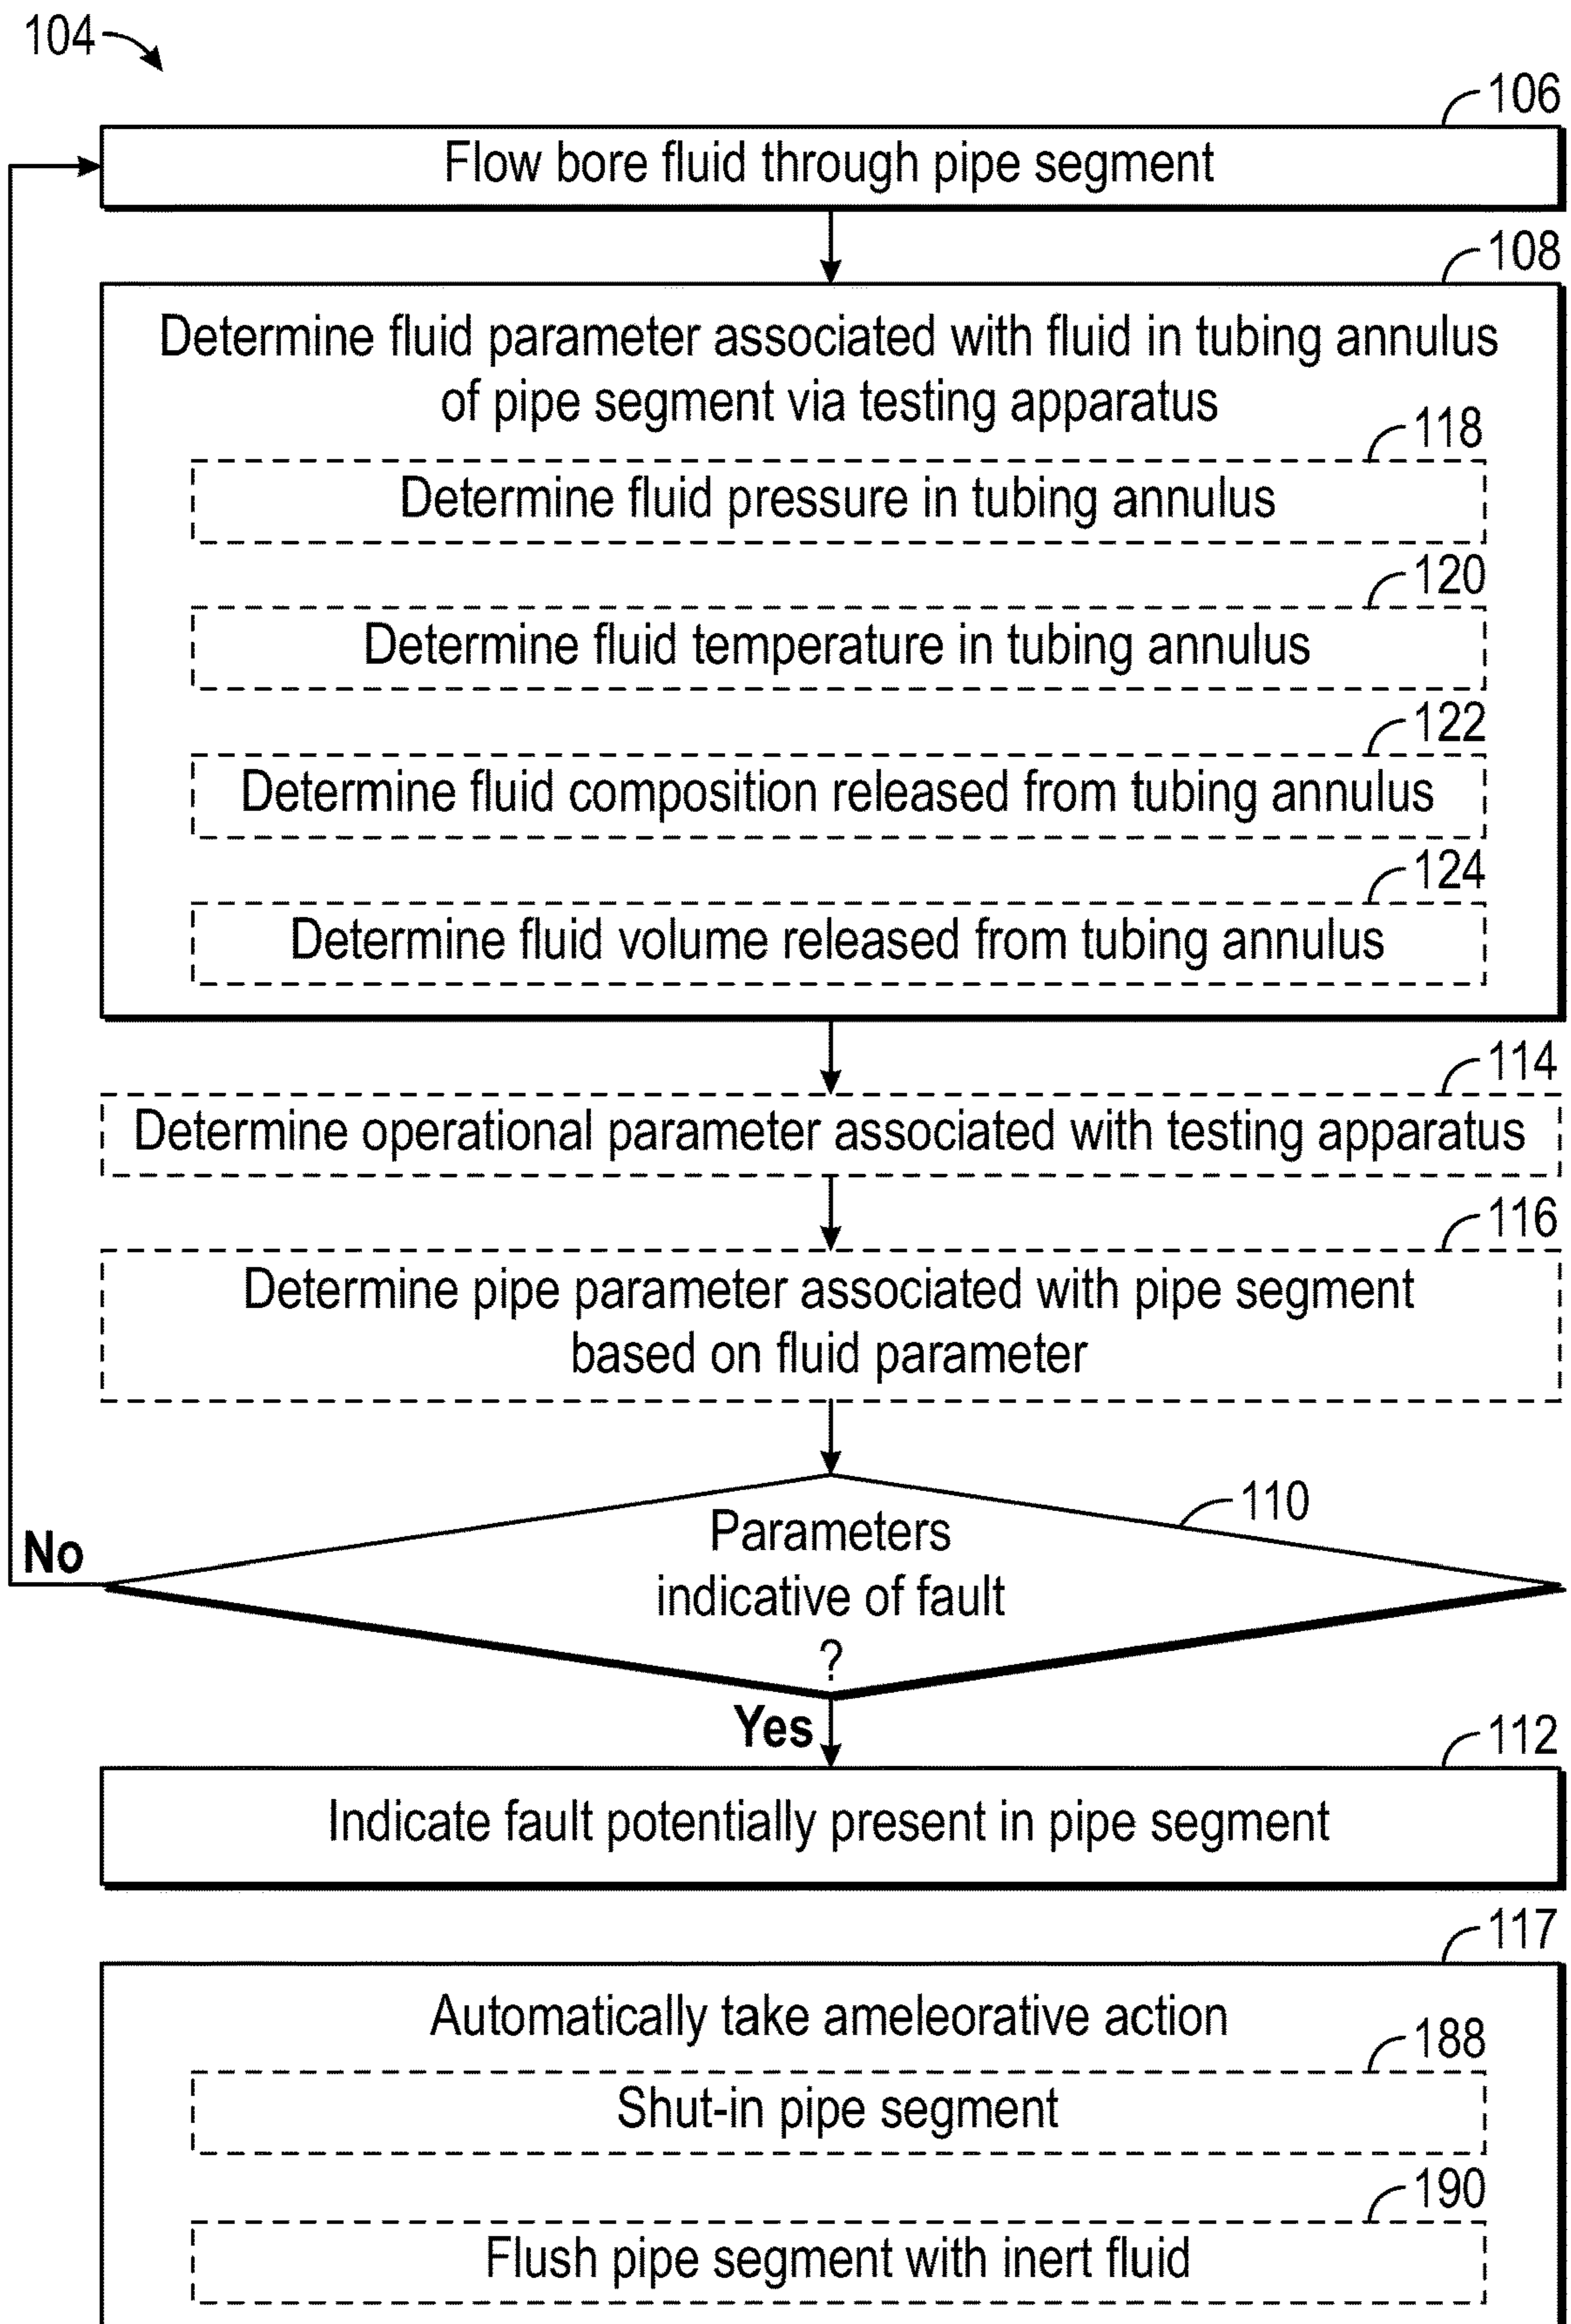 104
106
Flow bore fluid through pipe segment
108
Determine fluid parameter associated with fluid in tubing annulus
of pipe segment via testing apparatus
118
Determine fluid pressure in tubing annulus
120
Determine fluid temperature in tubing annulus
122
Determine fluid composition released from tubing annulus
124
Determine fluid volume released from tubing annulus
114
Determine operational parameter associated with testing apparatus
116
Determine pipe parameter associated with pipe segment
based on fluid parameter
110
Parameters
indicative of fault
?
No
Yes
112
Indicate fault potentially present in pipe segment
117
Automatically take ameleorative action
188
Shut-in pipe segment
190
Flush pipe segment with inert fluid